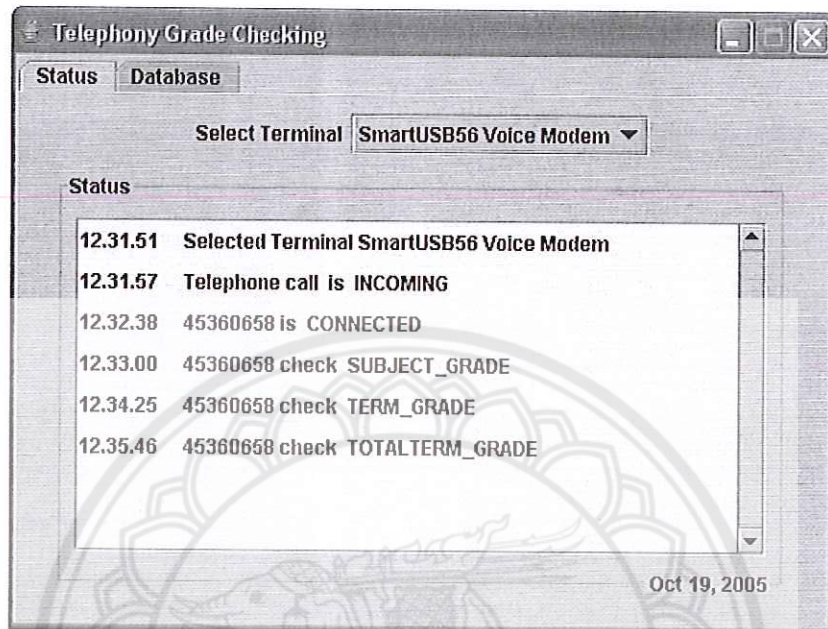 Telephony Grade Checking
Status Database
Select Terminal SmartUSB56 Voice Modem
Status
12.31.51 Selected Terminal SmartUSB56 Voice Modem
12.31.57 Telephone call is INCOMING
12.32.38 45360658 is CONNECTED
12.33.00 45360658 check SUBJECT_GRADE
12.34.25 45360658 check TERM_GRADE
12.35.46 45360658 check TOTALTERM_GRADE
Oct 19, 2005